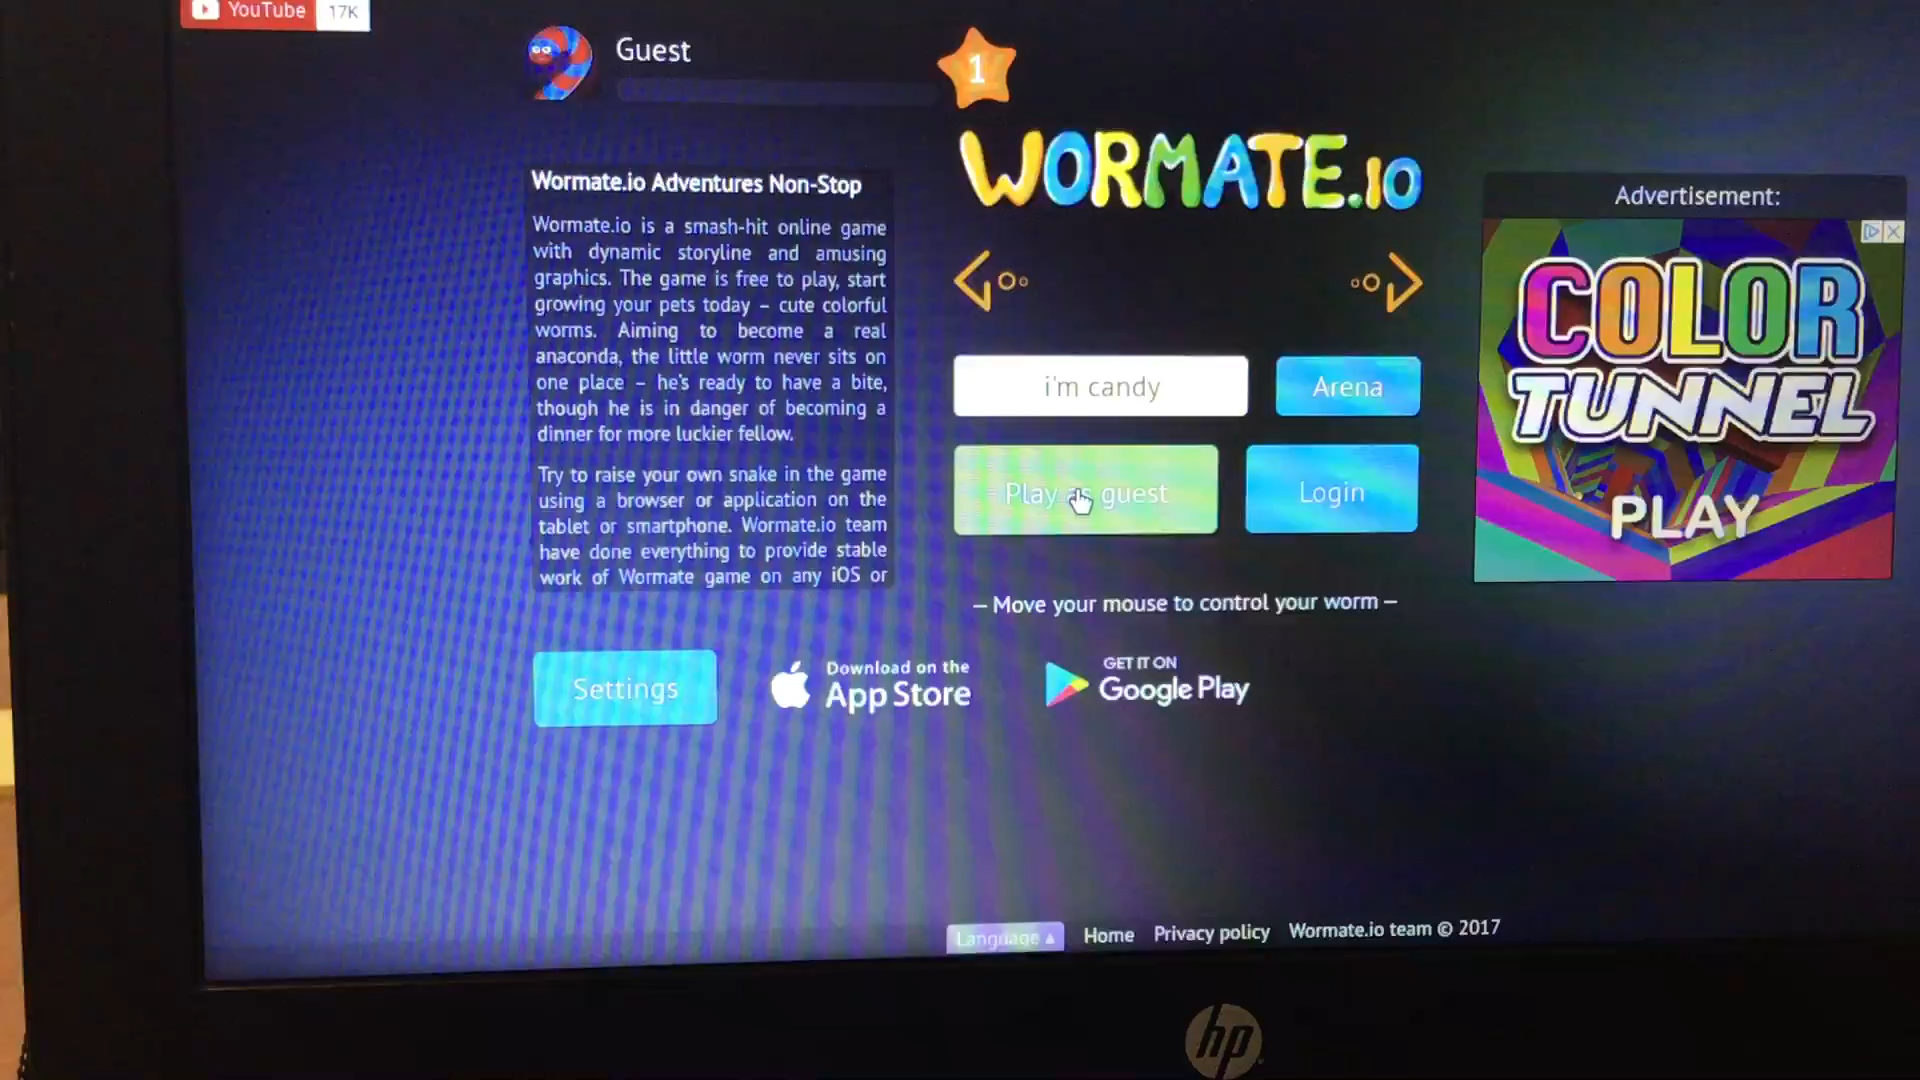 YouTube 17K
Guest
1
WORMATE.IO
Wormate.io Adventures Non-Stop
Wormate.io is a smash-hit online game
with dynamic storyline and amusing
graphics. The game is free to play, start
growing your pets today – cute colorful
worms. Aiming to become a real
anaconda, the little worm never sits on
one place – he's ready to have a bite,
though he is in danger of becoming a
dinner for more luckier fellow.
Try to raise your own snake in the game
using a browser or application on the
tablet or smartphone. Wormate.io team
have done everything to provide stable
work of Wormate game on any iOS or
i'm candy
Arena
Play as guest
Login
– Move your mouse to control your worm –
Advertisement:
COLOR
TUNNEL
PLAY
Settings
Download on the
App Store
GET IT ON
Google Play
Language ▲ Home Privacy policy Wormate.io team © 2017
hp